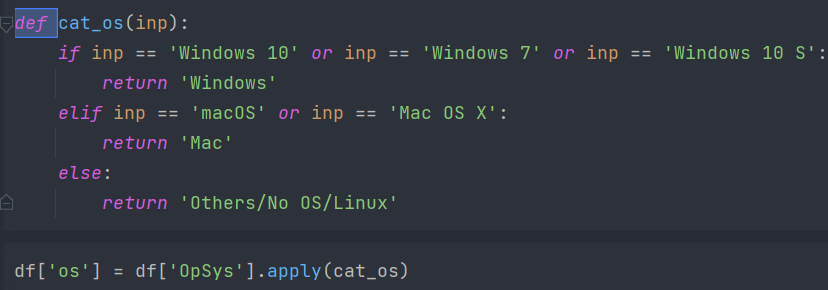 def cat_os(inp):
    if inp == 'Windows 10' or inp == 'Windows 7' or inp == 'Windows 10 S':
        return 'Windows'
    elif inp == 'macOS' or inp == 'Mac OS X':
        return 'Mac'
    else:
        return 'Others/No OS/Linux'
df['os'] = df['OpSys'].apply(cat_os)